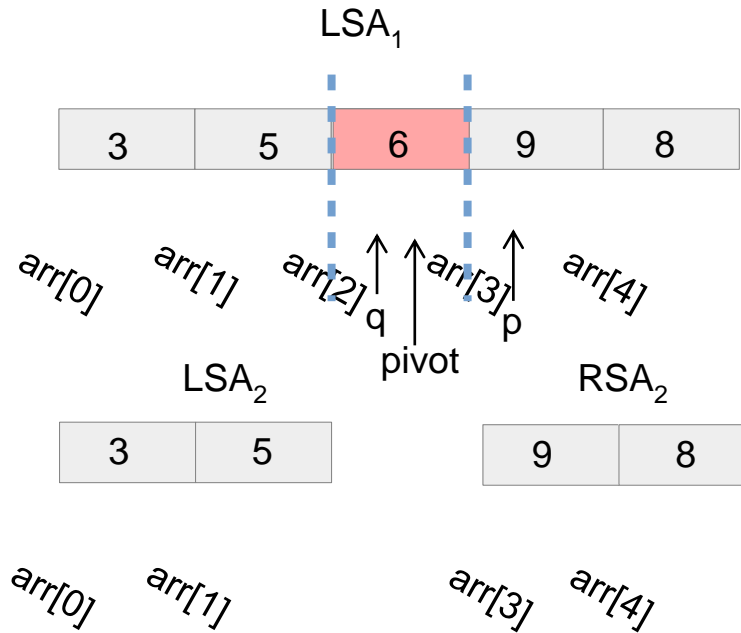 LSA1
3 5 6 9 8
arr[0] arr[1] arr[2] arr[3] arr[4]
q p
pivot
LSA2 RSA2
3 5 9 8
arr[0] arr[1] arr[3] arr[4]